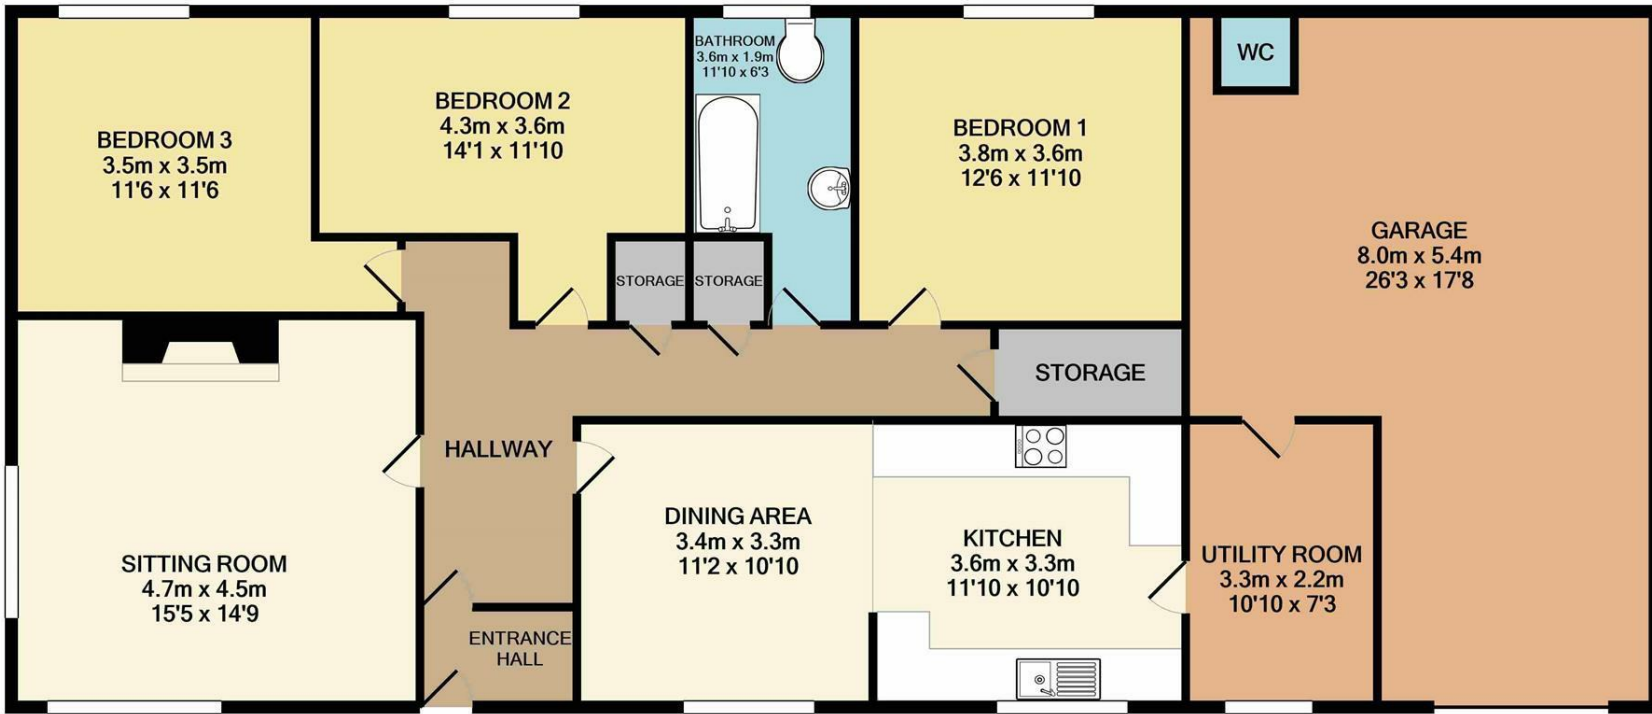 BEDROOM 3
3.5m x 3.5m
11'6 x 11'6
BEDROOM 2
4.3m x 3.6m
14'1 x 11'10
BATHROOM
3.6m x 1.9m
11'10 x 6'3
BEDROOM 1
3.8m x 3.6m
12'6 x 11'10
WC
GARAGE
8.0m x 5.4m
26'3 x 17'8
STORAGE
STORAGE
STORAGE
SITTING ROOM
4.7m x 4.5m
15'5 x 14'9
HALLWAY
ENTRANCE
HALL
DINING AREA
3.4m x 3.3m
11'2 x 10'10
KITCHEN
3.6m x 3.3m
11'10 x 10'10
UTILITY ROOM
3.3m x 2.2m
10'10 x 7'3